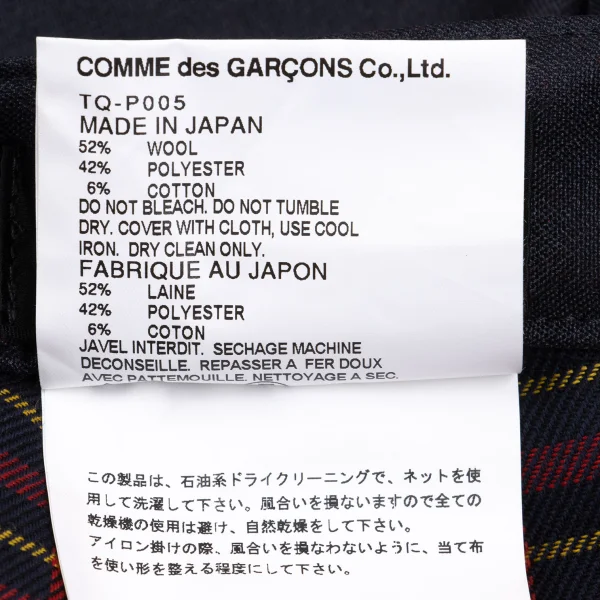 COMME des GARÇONS Co.,Ltd.
TQ-P005
MADE IN JAPAN
52% WOOL
42% POLYESTER
6% COTTON
DO NOT BLEACH. DO NOT TUMBLE
DRY. COVER WITH CLOTH, USE COOL
IRON. DRY CLEAN ONLY.
FABRIQUE AU JAPON
52% LAINE
42% POLYESTER
6% COTON
JAVEL INTERDIT. SECHAGE MACHINE
DECONSEILLE. REPASSER A FER DOUX
AVEC PATTEMOUILLE. NETTOYAGE A SEC.
この製品は、石油系ドライクリーニングで、ネットを使
用して洗濯して下さい。風合いを損ないますので全ての
乾燥機の使用は避け、自然乾燥をして下さい。
アイロン掛けの際、風合いを損なわないように、当て布
を使い形を整える程度にして下さい。